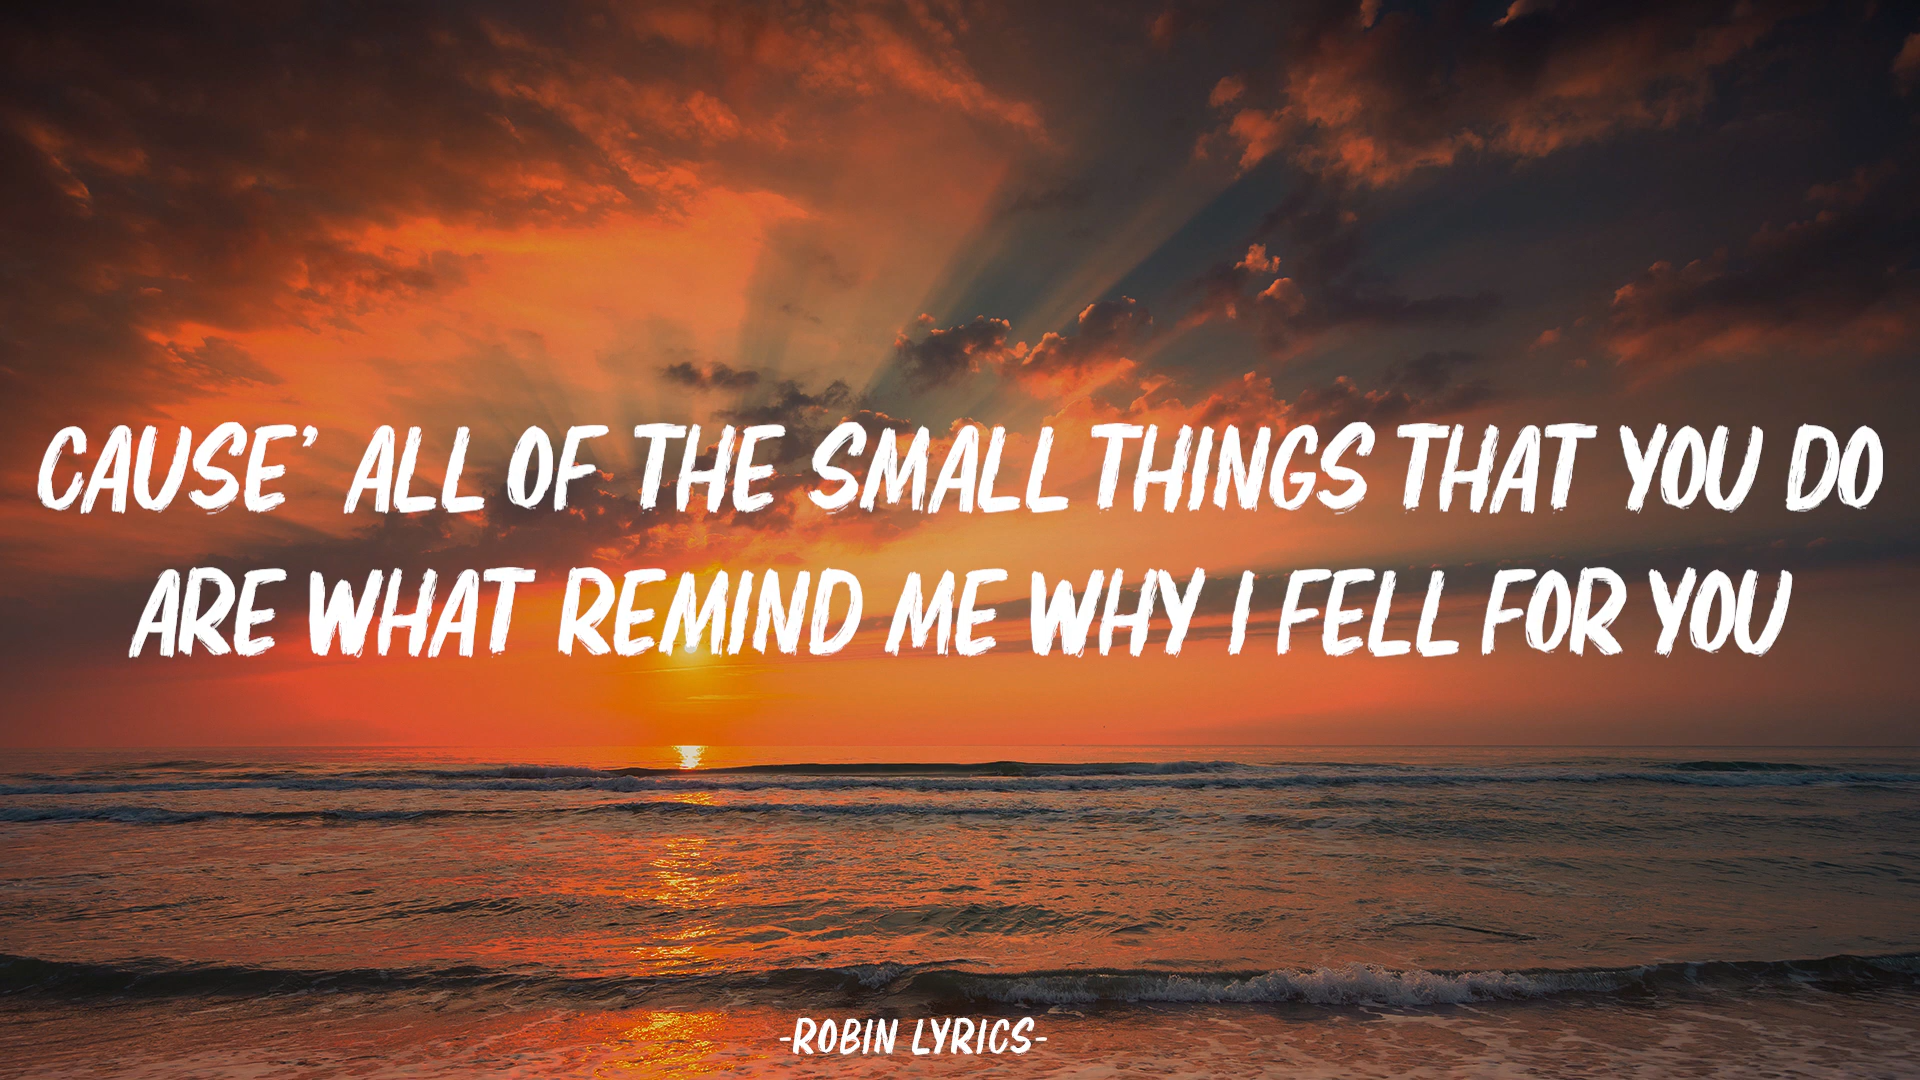 CAUSE' ALL OF THE SMALL THINGS THAT YOU DO
ARE WHAT REMIND ME WHY I FELL FOR YOU
-ROBIN LYRICS-